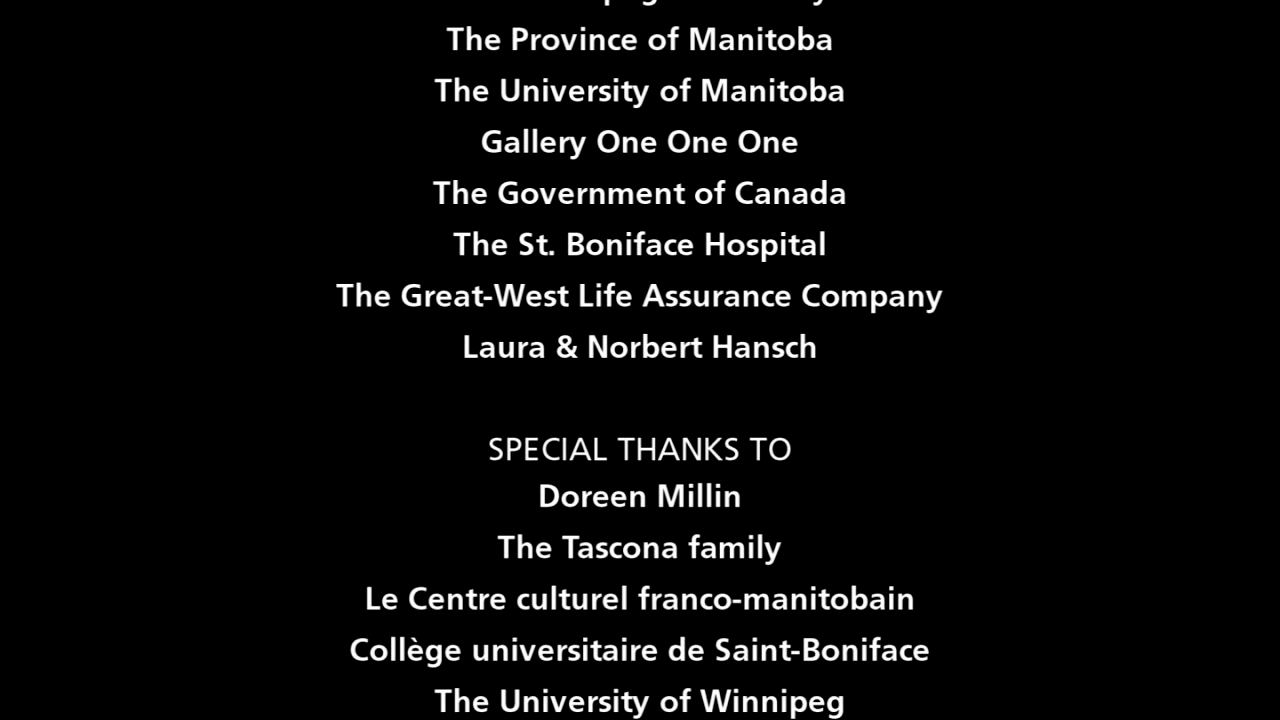 The Province of Manitoba
The University of Manitoba
Gallery One One One
The Government of Canada
The St. Boniface Hospital
The Great-West Life Assurance Company
Laura & Norbert Hansch
SPECIAL THANKS TO
Doreen Millin
The Tascona family
Le Centre culturel franco-manitobain
Collège universitaire de Saint-Boniface
The University of Winnipeg